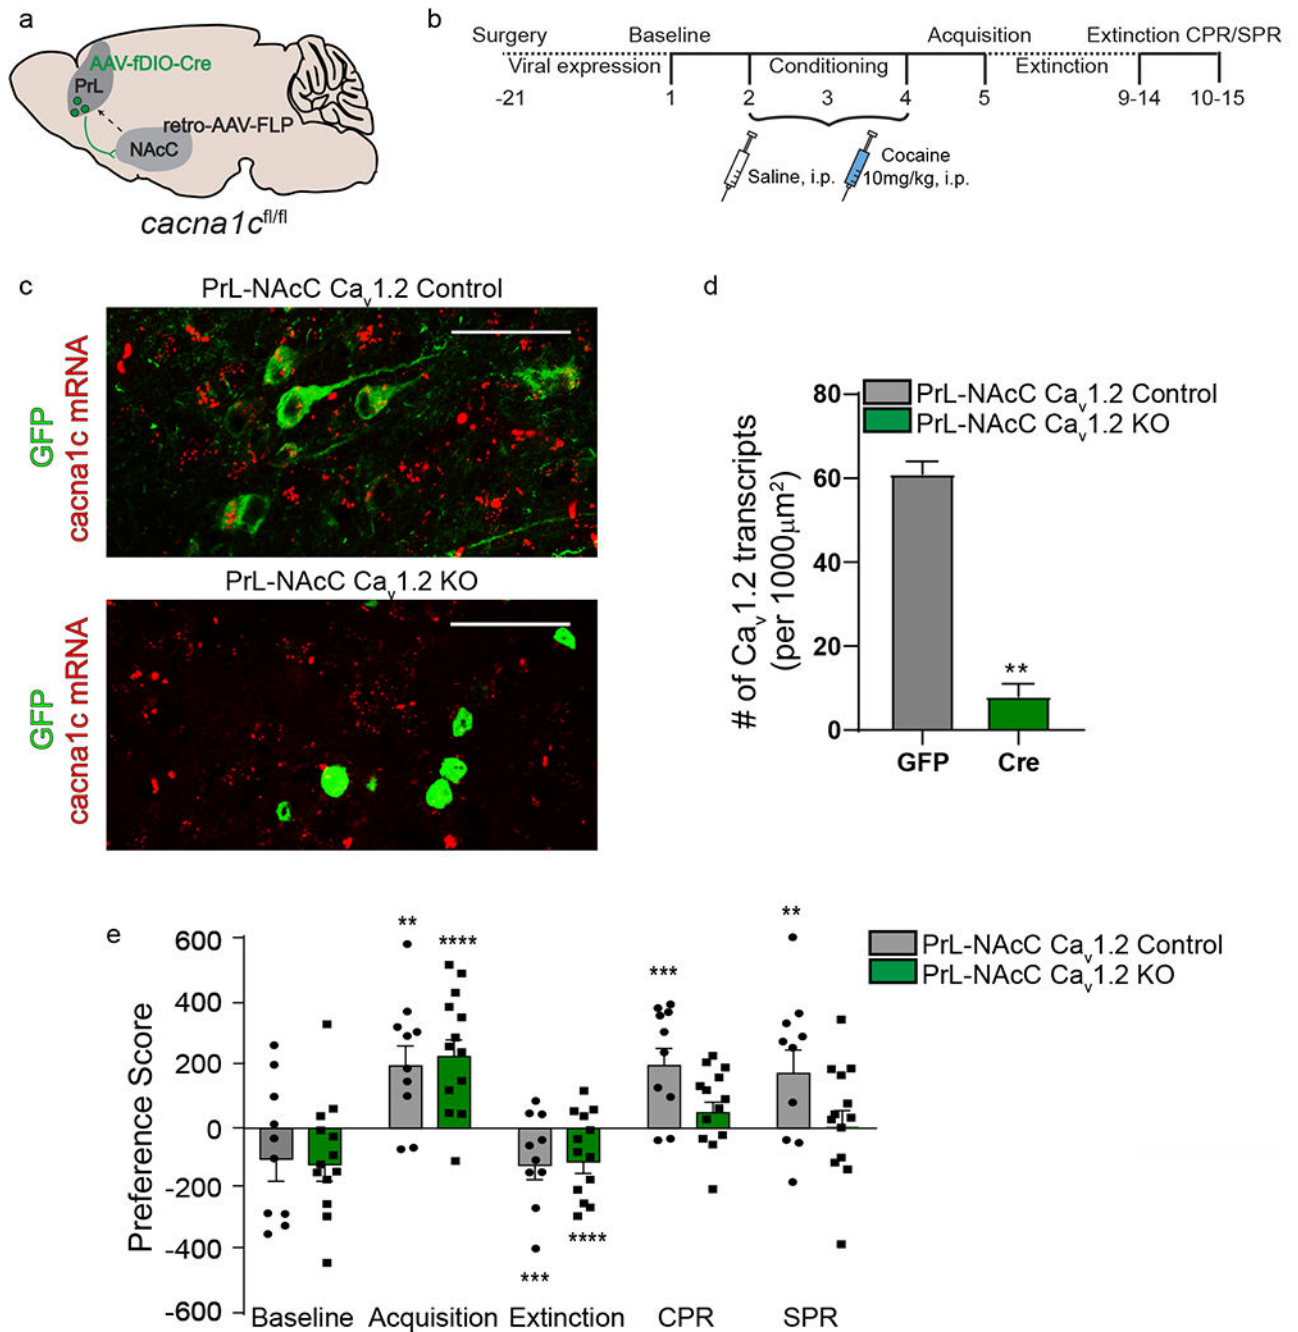 a
AAV-fDIO-Cre
PrL
retro-AAV-FLP
NAcC
cacna1c^fl/fl
b
Surgery Baseline Acquisition Extinction CPR/SPR
Viral expression Conditioning Extinction
-21 1 2 3 4 5 9-14 10-15
Saline, i.p.
Cocaine
10mg/kg, i.p.
c
PrL-NAcC Cav1.2 Control
GFP
cacna1c mRNA
PrL-NAcC Cav1.2 KO
GFP
cacna1c mRNA
d
PrL-NAcC Cav1.2 Control
PrL-NAcC Cav1.2 KO
# of Cav1.2 transcripts
(per 1000μm²)
80
60
40
20
0
**
GFP Cre
e
PrL-NAcC Cav1.2 Control
PrL-NAcC Cav1.2 KO
Preference Score
600
400
200
0
-200
-400
-600
** **** *** **
*** ****
Baseline Acquisition Extinction CPR SPR